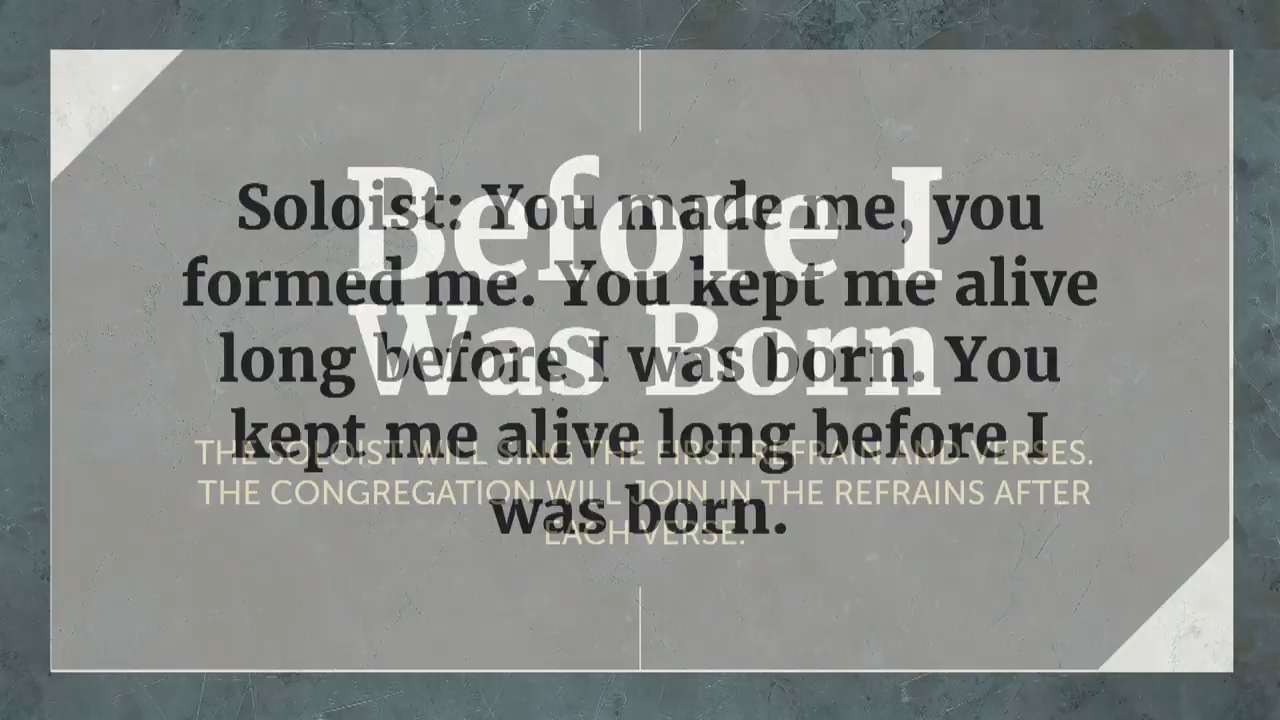 Before I
Was Born
THE SOLOIST WILL SING THE FIRST REFRAIN AND VERSES.
THE CONGREGATION WILL JOIN IN THE REFRAINS AFTER
EACH VERSE.
Soloist: You made me, you
formed me. You kept me alive
long before I was born. You
kept me alive long before I
was born.